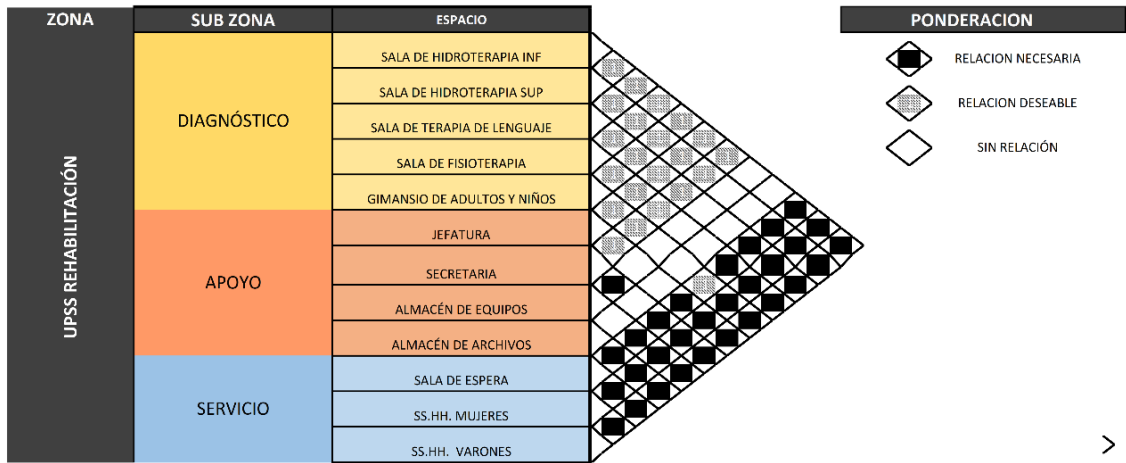 ZONA
SUB ZONA
ESPACIO
PONDERACION
UPSS REHABILITACIÓN
DIAGNÓSTICO
SALA DE HIDROTERAPIA INF
SALA DE HIDROTERAPIA SUP
SALA DE TERAPIA DE LENGUAJE
SALA DE FISIOTERAPIA
GIMANSIO DE ADULTOS Y NIÑOS
APOYO
JEFATURA
SECRETARIA
ALMACÉN DE EQUIPOS
ALMACÉN DE ARCHIVOS
SERVICIO
SALA DE ESPERA
SS.HH. MUJERES
SS.HH. VARONES
RELACION NECESARIA
RELACION DESEABLE
SIN RELACIÓN